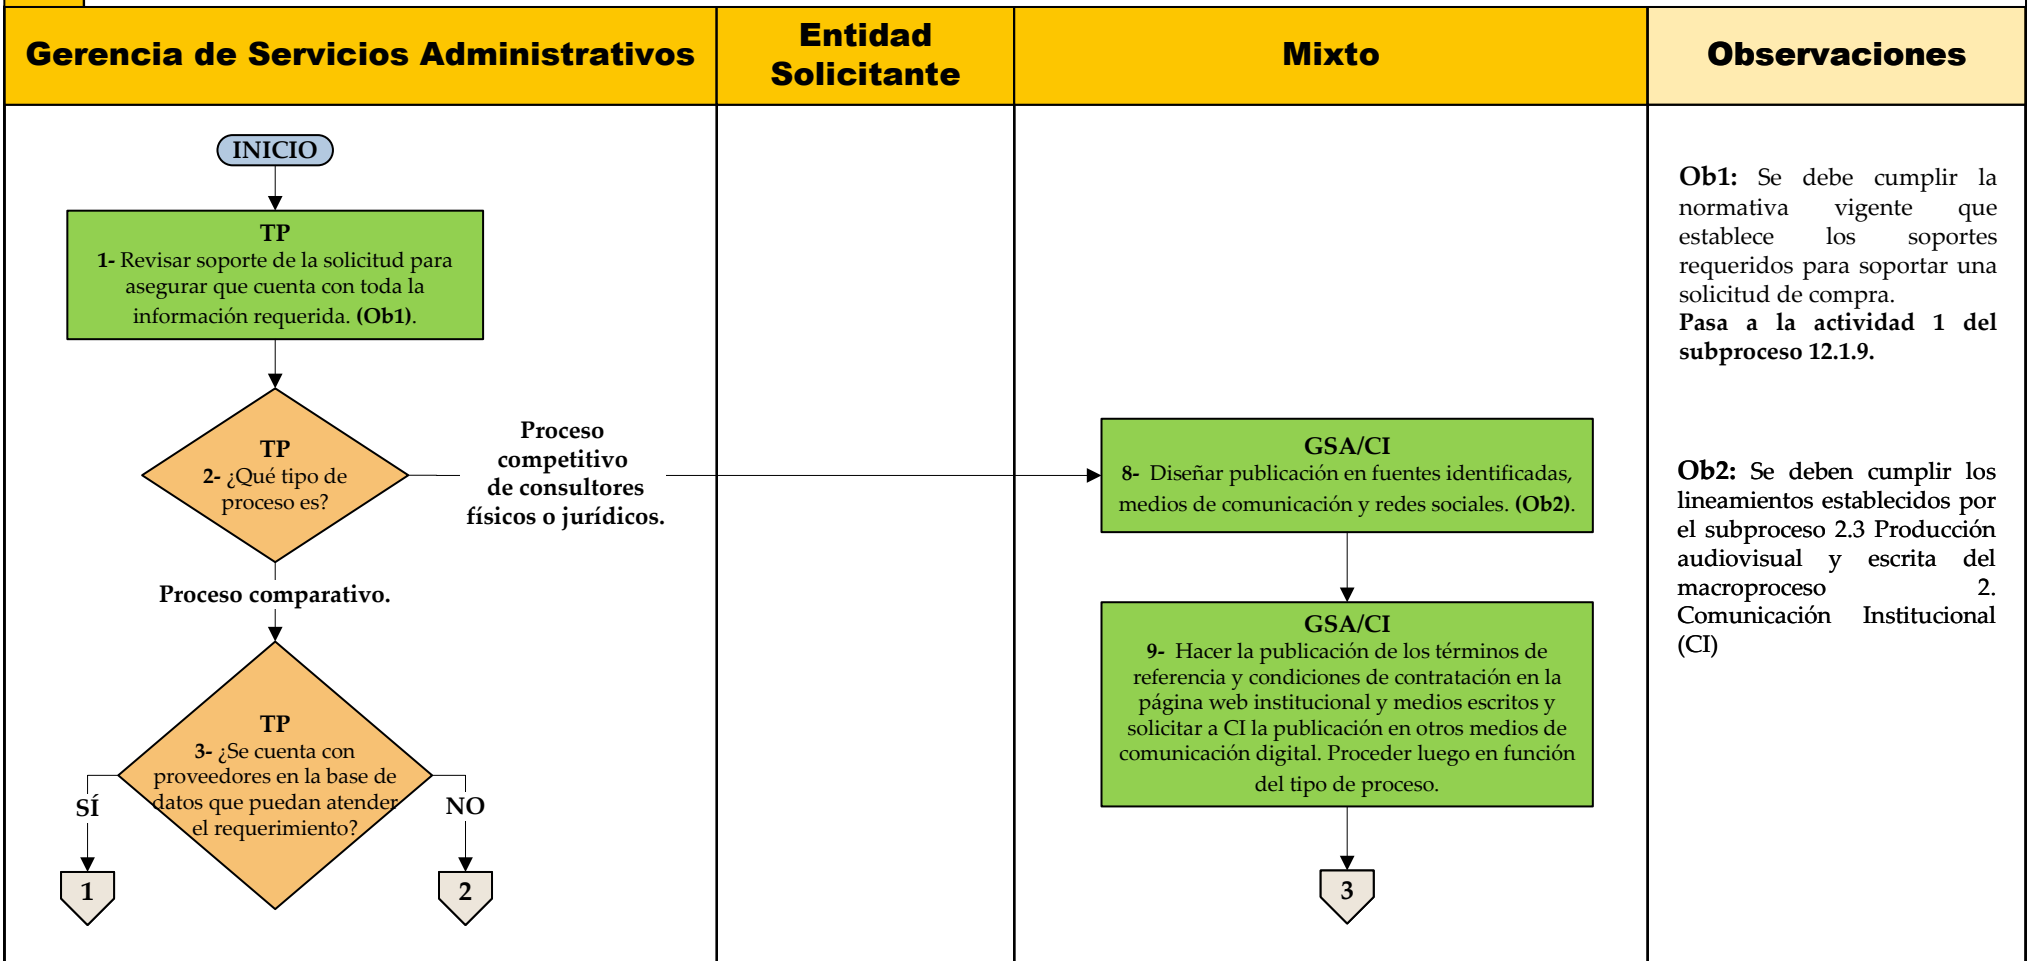 Gerencia de Servicios Administrativos
Entidad
Solicitante
Mixto
Observaciones
INICIO
TP
1- Revisar soporte de la solicitud para
asegurar que cuenta con toda la
información requerida. (Ob1).
TP
2- ¿Qué tipo de
proceso es?
Proceso
competitivo
de consultores
físicos o jurídicos.
Proceso comparativo.
TP
3- ¿Se cuenta con
proveedores en la base de
datos que puedan atender
el requerimiento?
SÍ
NO
1
2
GSA/CI
8- Diseñar publicación en fuentes identificadas,
medios de comunicación y redes sociales. (Ob2).
GSA/CI
9- Hacer la publicación de los términos de
referencia y condiciones de contratación en la
página web institucional y medios escritos y
solicitar a CI la publicación en otros medios de
comunicación digital. Proceder luego en función
del tipo de proceso.
3
Ob1: Se debe cumplir la
normativa vigente que
establece los soportes
requeridos para soportar una
solicitud de compra.
Pasa a la actividad 1 del
subproceso 12.1.9.
Ob2: Se deben cumplir los
lineamientos establecidos por
el subproceso 2.3 Producción
audiovisual y escrita del
macroproceso 2.
Comunicación Institucional
(CI)